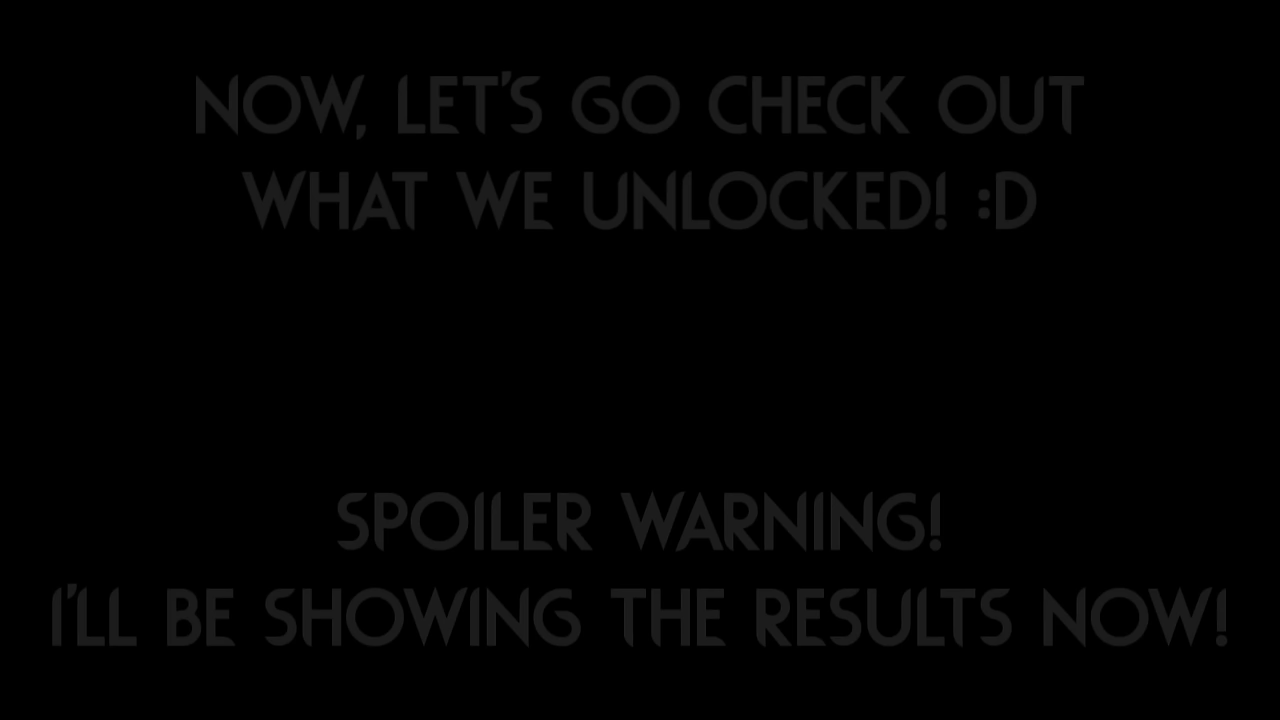 NOW, LET'S GO CHECK OUT
WHAT WE UNLOCKED! :D
SPOILER WARNING!
I'LL BE SHOWING THE RESULTS NOW!